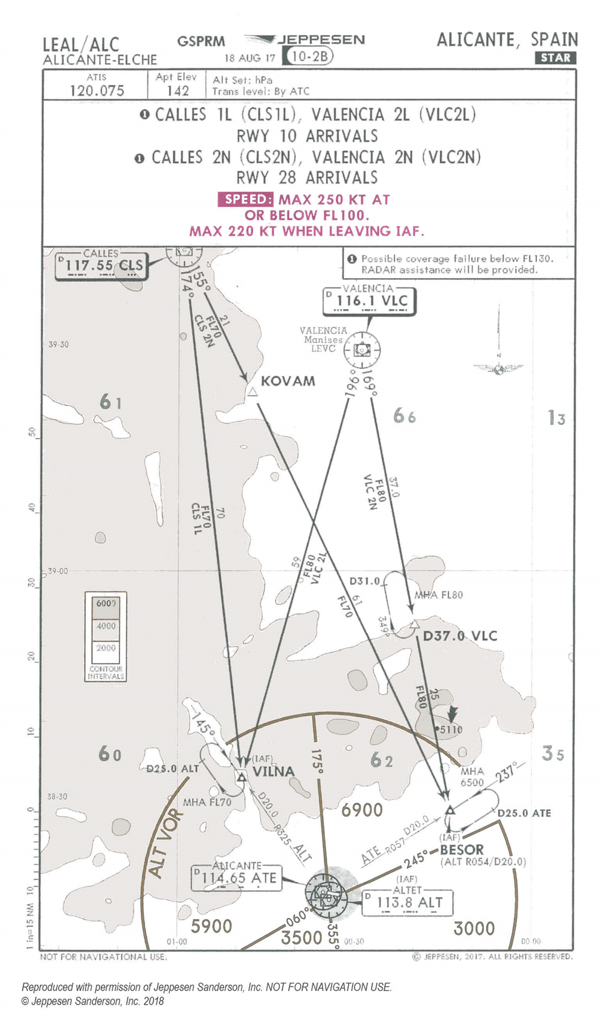 LEAL/ALC
GSPRM
JEPPESEN
ALICANTE, SPAIN
ALICANTE-ELCHE
18 AUG 17
10-2B
STAR
ATIS
120.075
Apt Elev
142
Alt Set: hPa
Trans level: By ATC
❶ CALLES 1L (CLS1L), VALENCIA 2L (VLC2L)
RWY 10 ARRIVALS
❶ CALLES 2N (CLS2N), VALENCIA 2N (VLC2N)
RWY 28 ARRIVALS
SPEED: MAX 250 KT AT
OR BELOW FL100.
MAX 220 KT WHEN LEAVING IAF.
CALLES
D 117.55 CLS
❶ Possible coverage failure below FL130.
RADAR assistance will be provided.
VALENCIA
D 116.1 VLC
VALENCIA
Manises
LEVC
155°
174°
21
FL70
CLS 2N
39-30
KOVAM
196°
169°
61
66
13
50
37.0
FL80
VLC 2N
70
FL70
CLS 1L
40
59
FL80
VLC 2L
39-00
30
D31.0
MHA FL80
61
FL70
349°
D37.0 VLC
6000
4000
2000
CONTOUR
INTERVALS
20
25
FL80
5110
145°
10
60
D25.0 ALT
(IAF)
VILNA
175°
62
35
MHA
6500
237°
MHA FL70
38-30
0
6900
D25.0 ATE
D20.0
R325
ALT
ALT VOR
ATE
R057
D20.0
(IAF)
BESOR
(ALT R054/D20.0)
245°
ALICANTE
D 114.65 ATE
(IAF)
ALTET
D 113.8 ALT
10
060°
355°
5900
3500
3000
1 in=15 NM
01-00
00-30
00-00
NOT FOR NAVIGATIONAL USE.
© JEPPESEN, 2017. ALL RIGHTS RESERVED.
Reproduced with permission of Jeppesen Sanderson, Inc. NOT FOR NAVIGATION USE.
© Jeppesen Sanderson, Inc. 2018